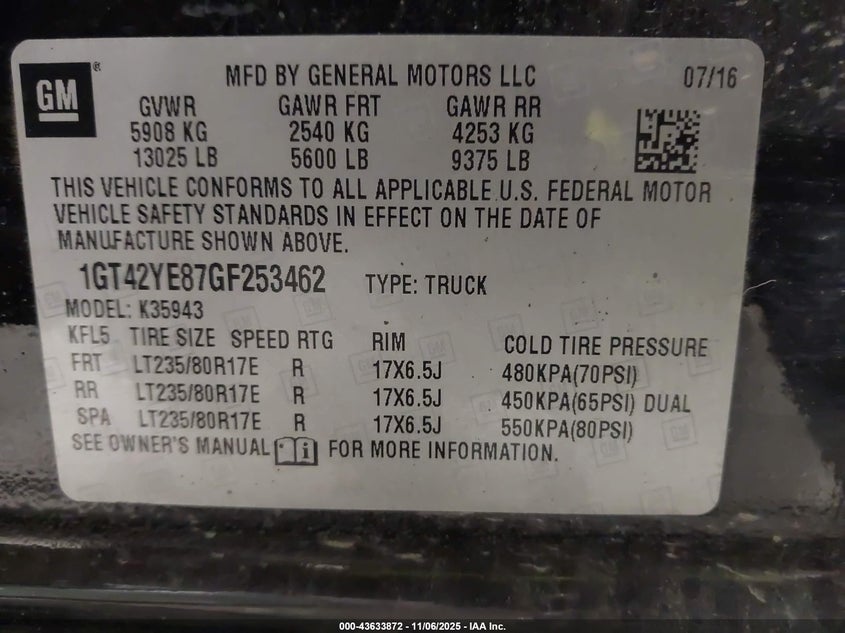 GM ®
MFD BY GENERAL MOTORS LLC 07/16
GVWR GAWR FRT GAWR RR
5908 KG 2540 KG 4253 KG
13025 LB 5600 LB 9375 LB
THIS VEHICLE CONFORMS TO ALL APPLICABLE U.S. FEDERAL MOTOR
VEHICLE SAFETY STANDARDS IN EFFECT ON THE DATE OF
MANUFACTURE SHOWN ABOVE.
1GT42YE87GF253462 TYPE: TRUCK
MODEL: K35943
KFL5 TIRE SIZE SPEED RTG RIM COLD TIRE PRESSURE
FRT LT235/80R17E R 17X6.5J 480KPA(70PSI)
RR LT235/80R17E R 17X6.5J 450KPA(65PSI) DUAL
SPA LT235/80R17E R 17X6.5J 550KPA(80PSI)
SEE OWNER'S MANUAL FOR MORE INFORMATION.
000-43633872 - 11/06/2025 - IAA Inc.